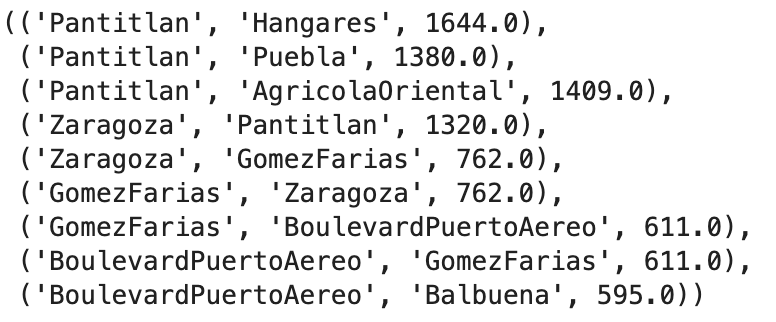 (('Pantitlan', 'Hangares', 1644.0),
('Pantitlan', 'Puebla', 1380.0),
('Pantitlan', 'AgricolaOriental', 1409.0),
('Zaragoza', 'Pantitlan', 1320.0),
('Zaragoza', 'GomezFarias', 762.0),
('GomezFarias', 'Zaragoza', 762.0),
('GomezFarias', 'BoulevardPuertoAereo', 611.0),
('BoulevardPuertoAereo', 'GomezFarias', 611.0),
('BoulevardPuertoAereo', 'Balbuena', 595.0))